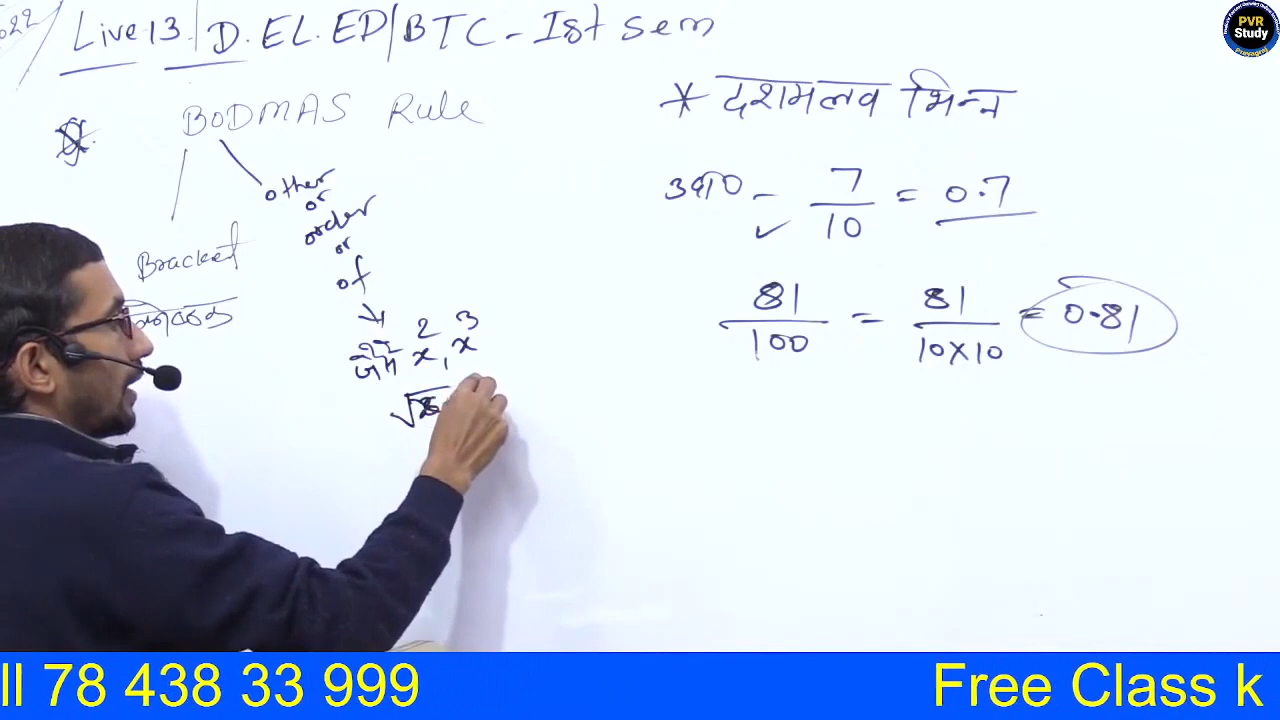 2022
Live 13 / D. EL. ED / BTC - Ist Sem
BODMAS Rule
Bracket
other
or
order
or
of
x², x³
* दशमलव भिन्न
7/10 = 0.7
81/100 = 81/10×10 = 0.81
PVR
Study
Prayagraj
ll 78 438 33 999
Free Class k